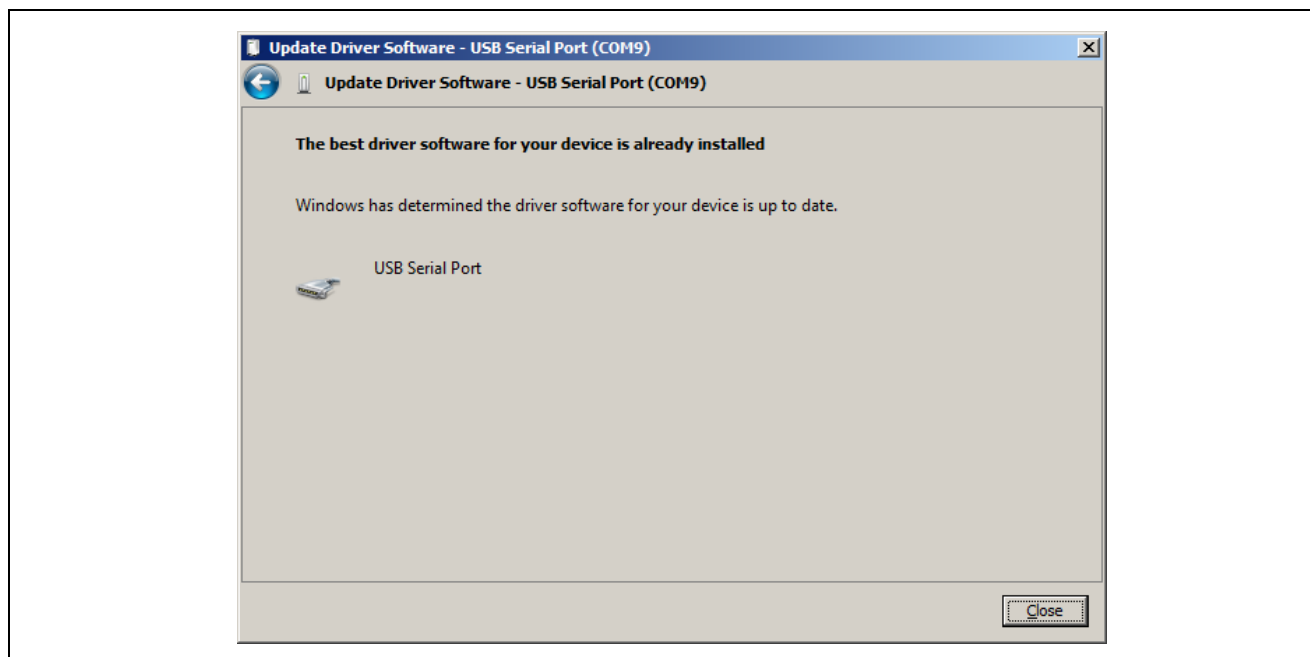 Update Driver Software - USB Serial Port (COM9)
Update Driver Software - USB Serial Port (COM9)
The best driver software for your device is already installed
Windows has determined the driver software for your device is up to date.
USB Serial Port
Close